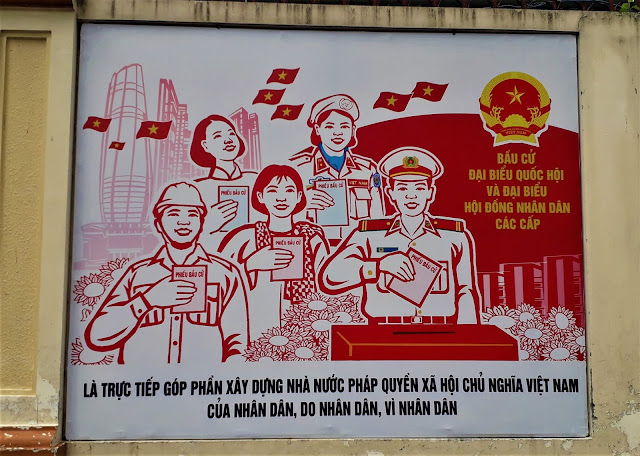 BẦU CỬ
ĐẠI BIỂU QUỐC HỘI
VÀ ĐẠI BIỂU
HỘI ĐỒNG NHÂN DÂN
CÁC CẤP
PHIẾU BẦU CỬ
PHIẾU BẦU CỬ
VIỆT NAM
PHIẾU BẦU CỬ
PHIẾU BẦU CỬ
PHIẾU BẦU CỬ
LÀ TRỰC TIẾP GÓP PHẦN XÂY DỰNG NHÀ NƯỚC PHÁP QUYỀN XÃ HỘI CHỦ NGHĨA VIỆT NAM
CỦA NHÂN DÂN, DO NHÂN DÂN, VÌ NHÂN DÂN